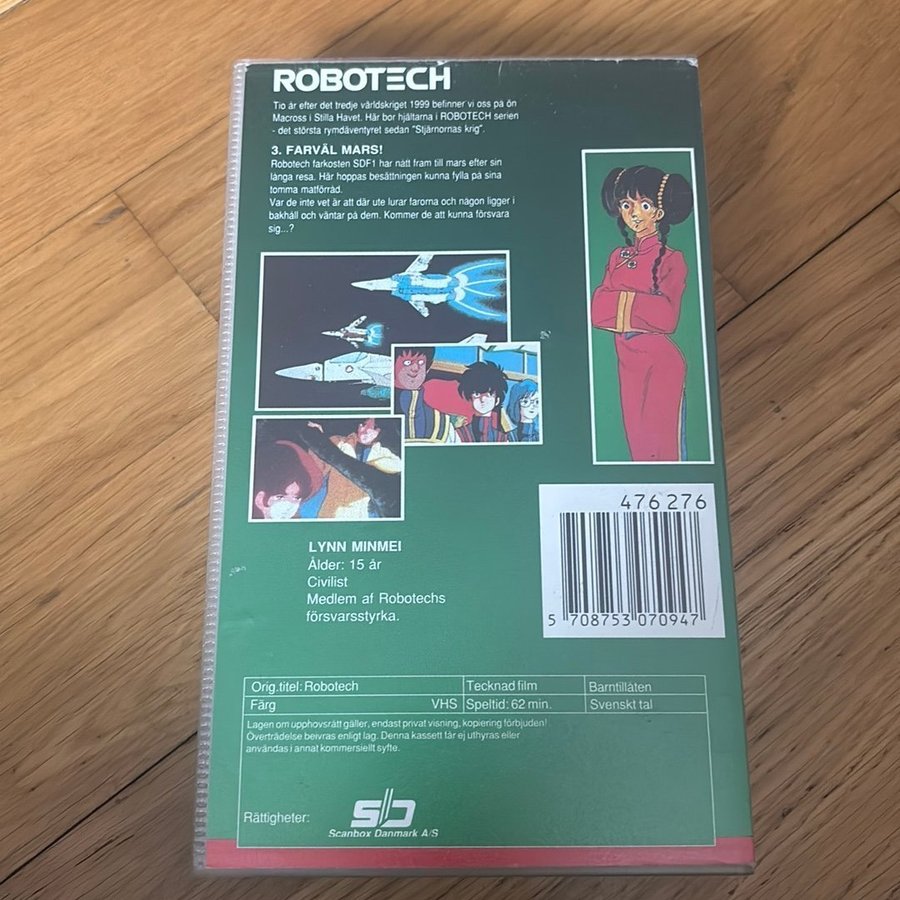 ROBOTECH
Tio år efter det tredje världskriget 1999 befinner vi oss på ön
Macross i Stilla Havet. Här bor hjältarna i ROBOTECH serien
- det största rymdäventyret sedan "Stjärnornas krig".
3. FARVÄL MARS!
Robotech farkosten SDF1 har nått fram till mars efter sin
långa resa. Här hoppas besättningen kunna fylla på sina
tomma matförråd.
Var de inte vet är att där ute lurar farorna och någon ligger i
bakhåll och väntar på dem. Kommer de att kunna försvara
sig...?
LYNN MINMEI
Ålder: 15 år
Civilist
Medlem af Robotechs
försvarsstyrka.
476 276
5 708753 070947
Orig.titel: Robotech Tecknad film Barntillåten
Färg VHS Speltid: 62 min. Svenskt tal
Lagen om upphovsrätt gäller, endast privat visning, kopiering förbjuden!
Överträdelse beivras enligt lag. Denna kassett får ej uthyras eller
användas i annat kommersiellt syfte.
Rättigheter:
SD
Scanbox Danmark A/S